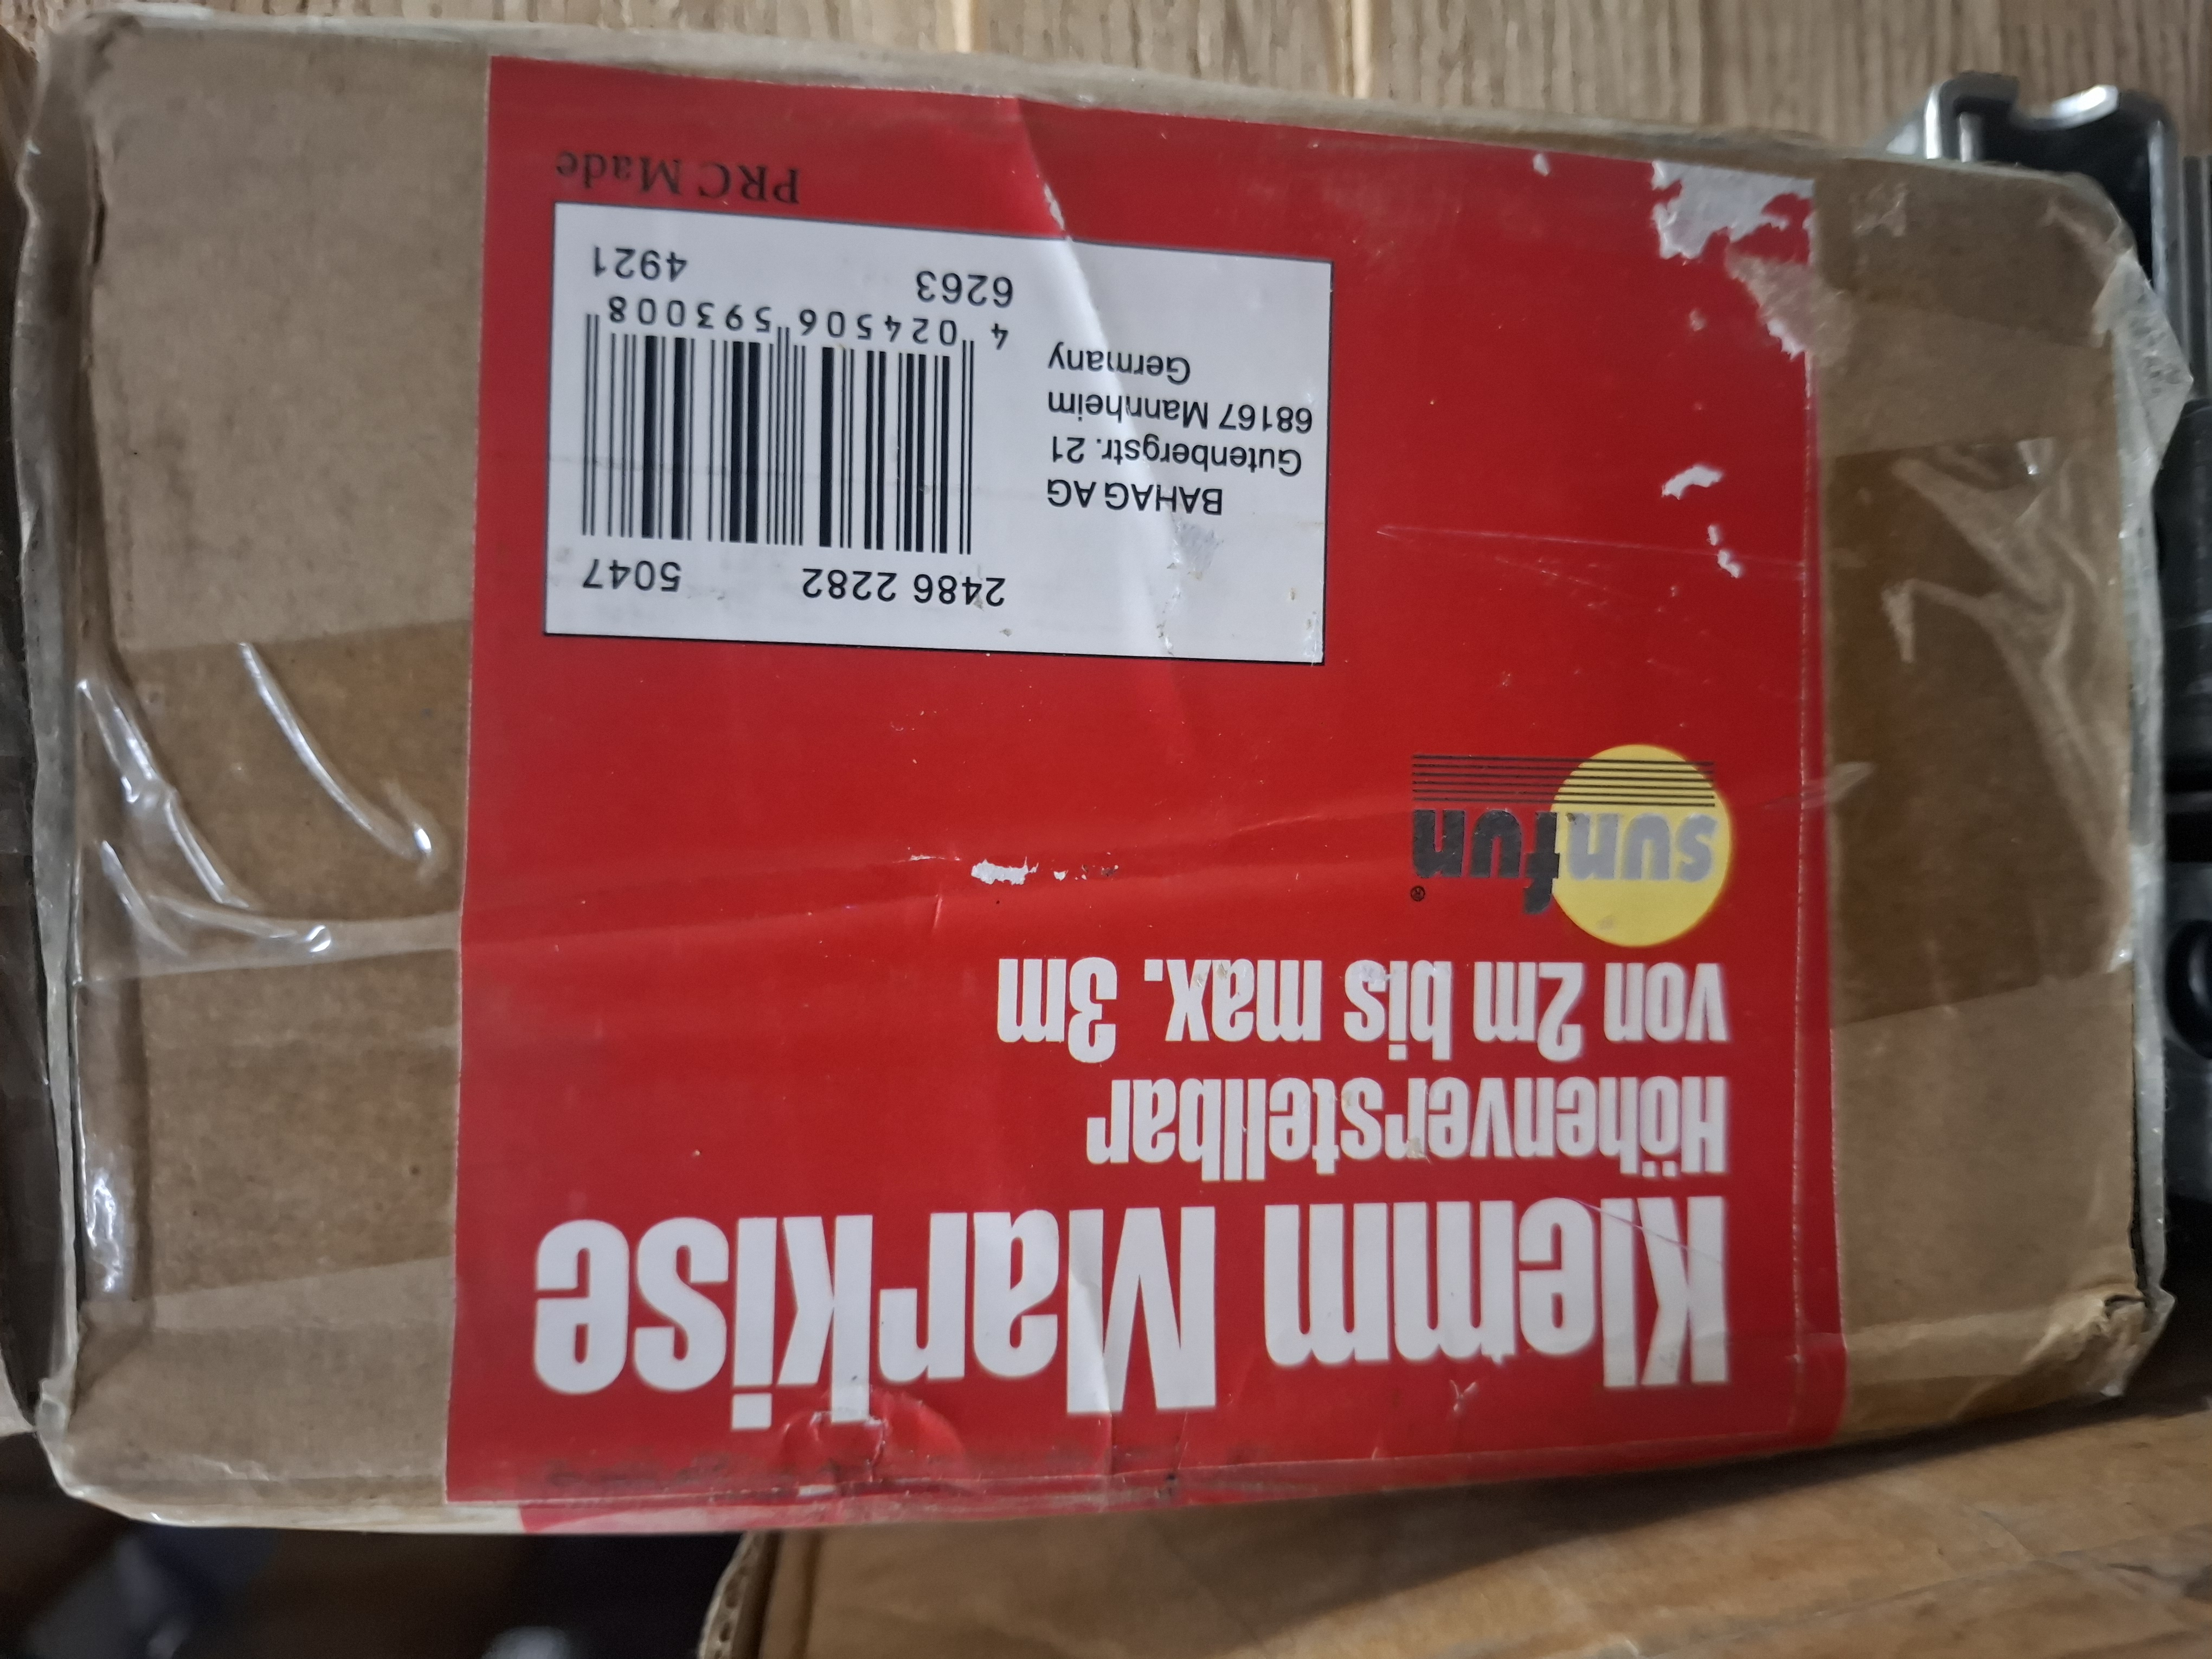 Klemm Markise
Höhenverstellbar
von 2m bis max. 3m
sunfun®
2486 2282 5047
BAHAG AG
Gutenbergstr. 21
68167 Mannheim
Germany
4 024506 593008
6263 4921
PRC Made